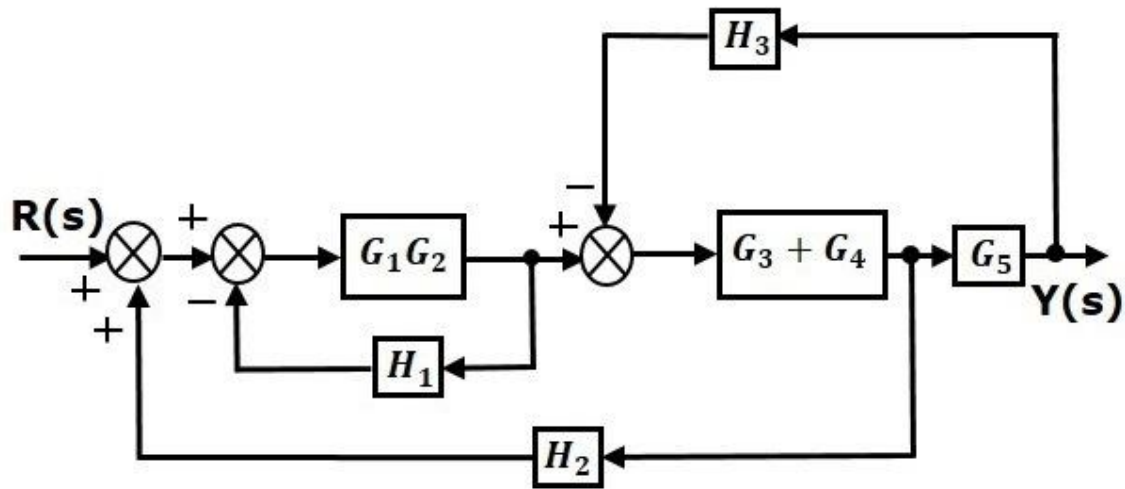 H₃
R(s)
+
+
+
−
G₁G₂
−
+
G₃ + G₄
G₅
Y(s)
H₁
H₂